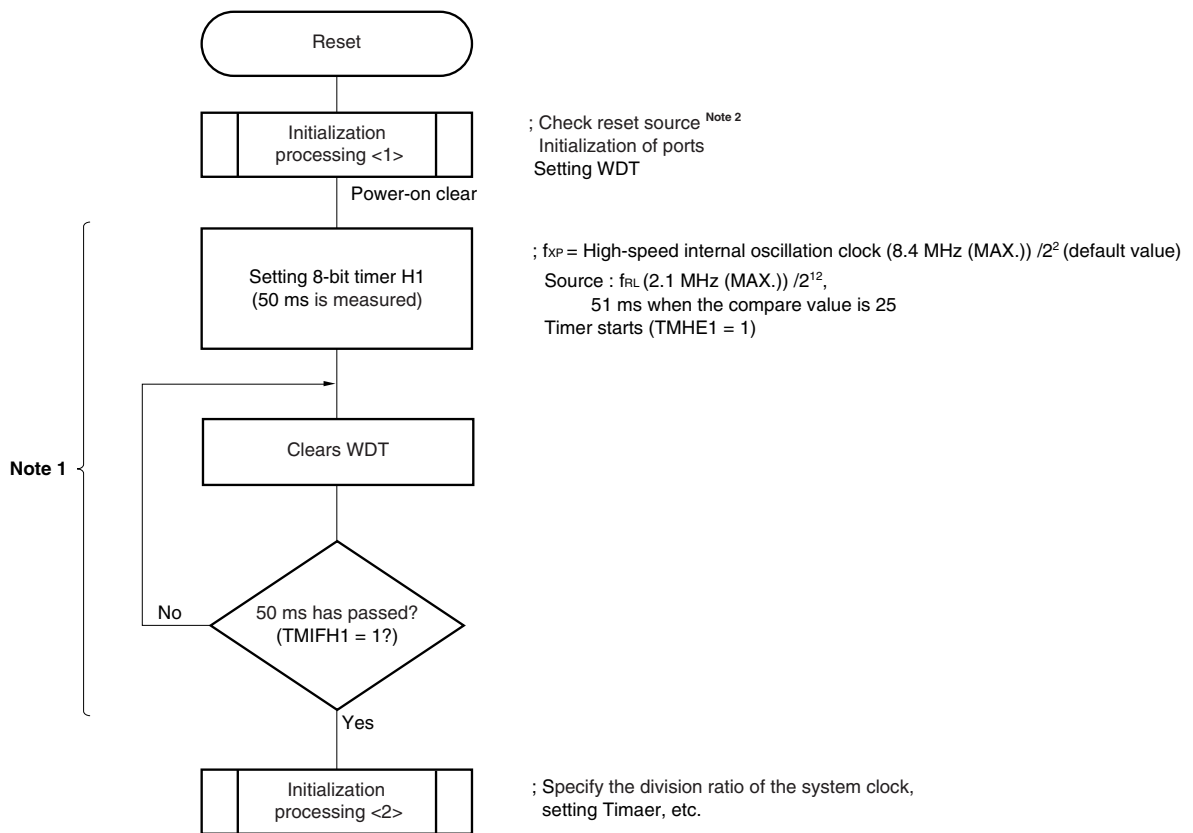 Reset
Initialization
processing <1>
; Check reset source Note 2
Initialization of ports
Setting WDT
Power-on clear
Setting 8-bit timer H1
(50 ms is measured)
; fXP = High-speed internal oscillation clock (8.4 MHz (MAX.)) /2² (default value)
Source : fRL (2.1 MHz (MAX.)) /2¹²,
51 ms when the compare value is 25
Timer starts (TMHE1 = 1)
Clears WDT
Note 1
No
50 ms has passed?
(TMIFH1 = 1?)
Yes
Initialization
processing <2>
; Specify the division ratio of the system clock,
setting Timaer, etc.